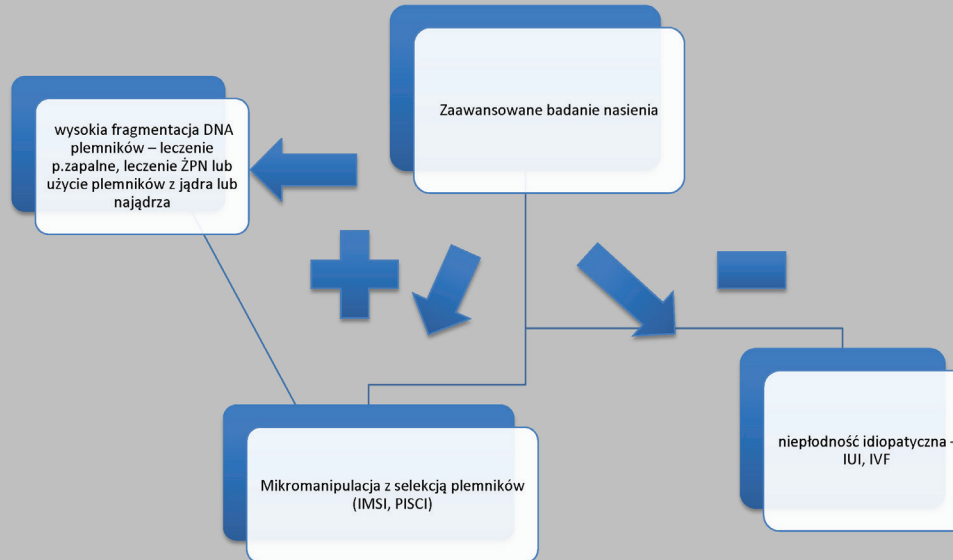 Zaawansowane badanie nasienia
wysokia fragmentacja DNA
plemników – leczenie
p.zapalne, leczenie ŻPN lub
użycie plemników z jądra lub
najądrza
Mikromanipulacja z selekcją plemników
(IMSI, PISCI)
niepłodność idiopatyczna -
IUI, IVF